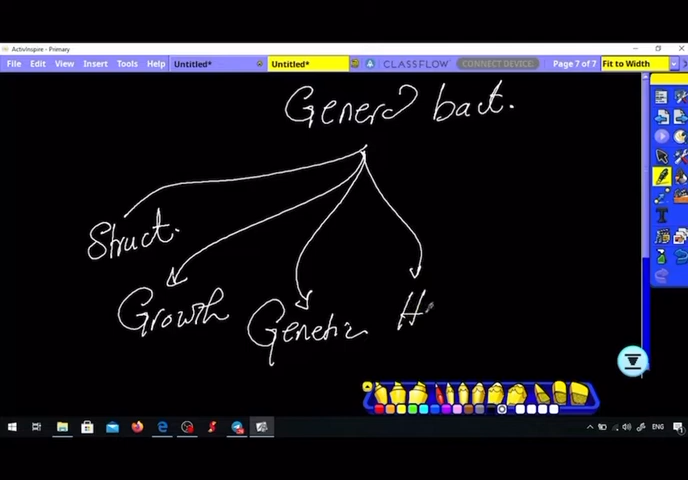 ActivInspire - Primary
File Edit View Insert Tools Help Untitled* Untitled* CLASSFLOW CONNECT DEVICE Page 7 of 7 Fit to Width
General bact.
Struct.
Growth Genetic H
ENG